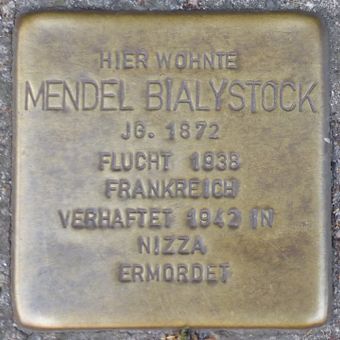 HIER WOHNTE
MENDEL BIALYSTOCK
JG. 1872
FLUCHT 1938
FRANKREICH
VERHAFTET 1942 IN
NIZZA
ERMORDET